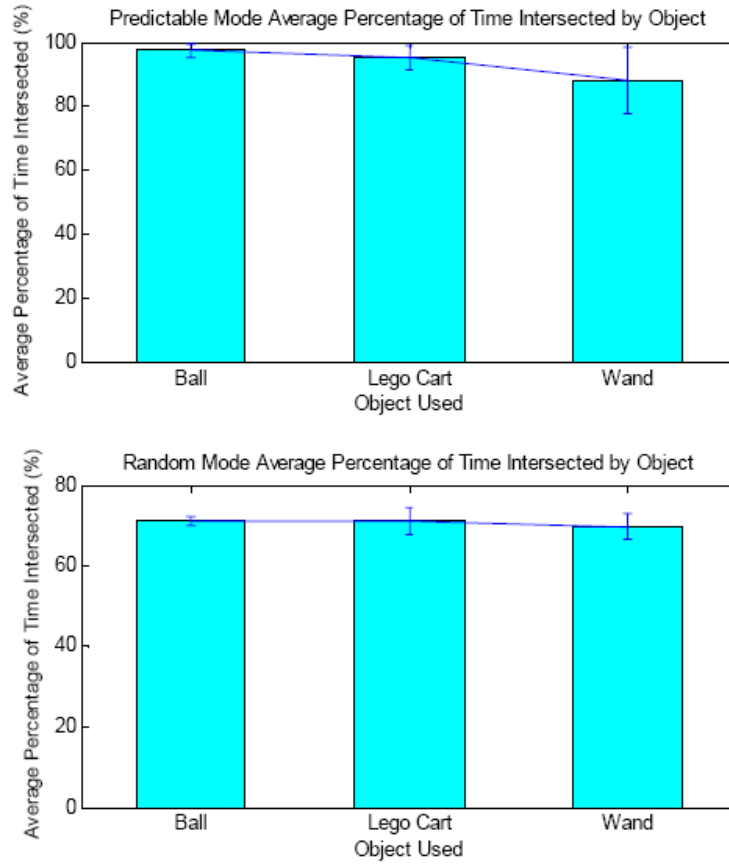 Predictable Mode Average Percentage of Time Intersected by Object
Average Percentage of Time Intersected (%)
100
80
60
40
20
0
Ball Lego Cart Wand
Object Used
Random Mode Average Percentage of Time Intersected by Object
Average Percentage of Time Intersected (%)
80
60
40
20
0
Ball Lego Cart Wand
Object Used